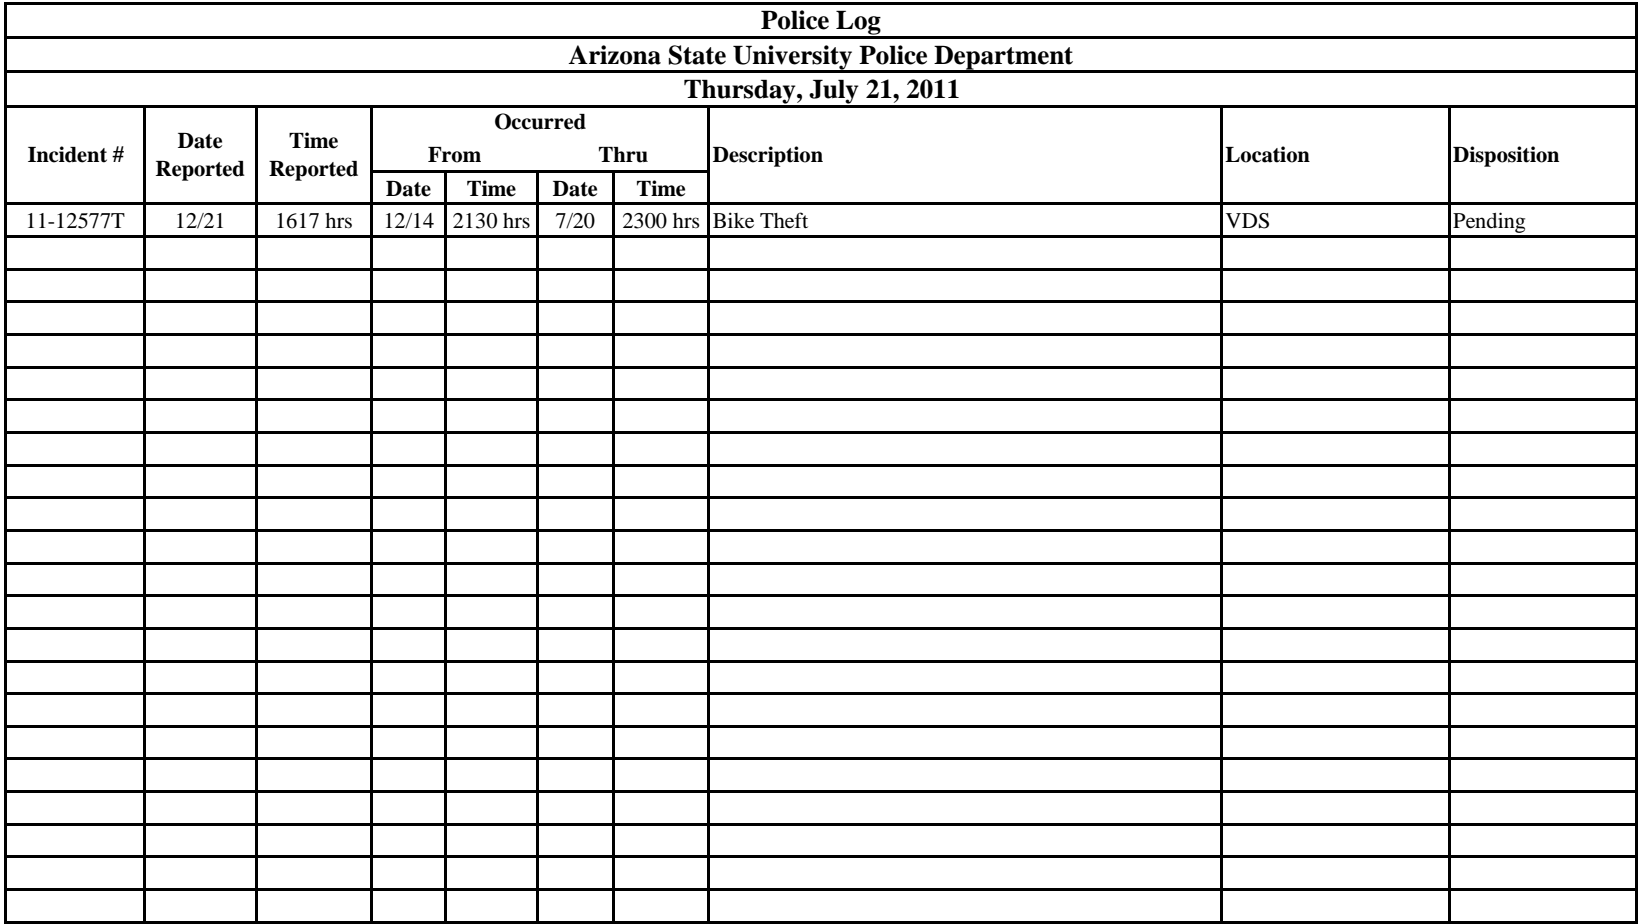 Police Log
Arizona State University Police Department
Thursday, July 21, 2011
Incident # Date Reported Time Reported Occurred Description Location Disposition
From Thru
Date Time Date Time
11-12577T 12/21 1617 hrs 12/14 2130 hrs 7/20 2300 hrs Bike Theft VDS Pending